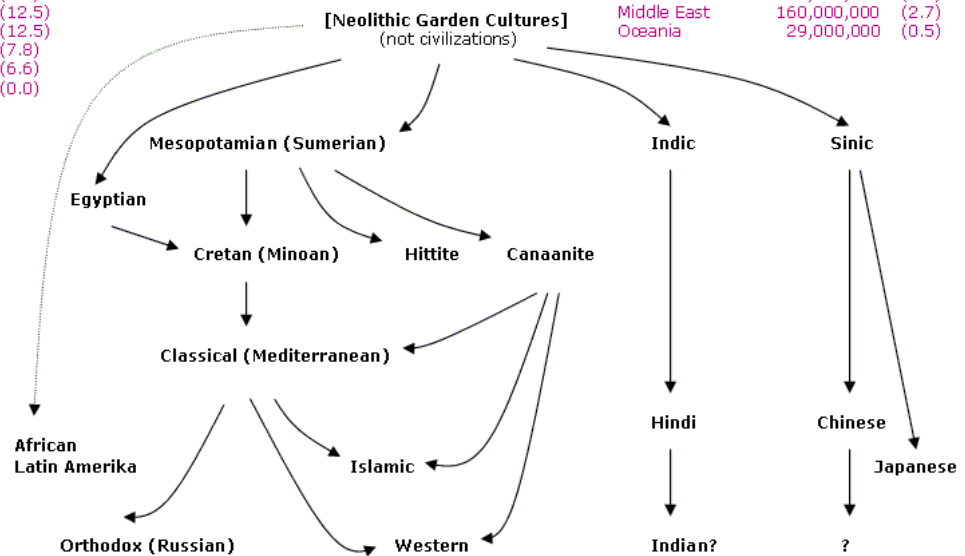 (12.5)
[Neolithic Garden Cultures]
(not civilizations)
Middle East 160,000,000 (2.7)
Oceania 29,000,000 (0.5)
(12.5)
(7.8)
(6.6)
(0.0)
Mesopotamian (Sumerian)
Indic
Sinic
Egyptian
Cretan (Minoan)
Hittite
Canaanite
Classical (Mediterranean)
Hindi
Chinese
African
Latin Amerika
Islamic
Japanese
Orthodox (Russian)
Western
Indian?
?